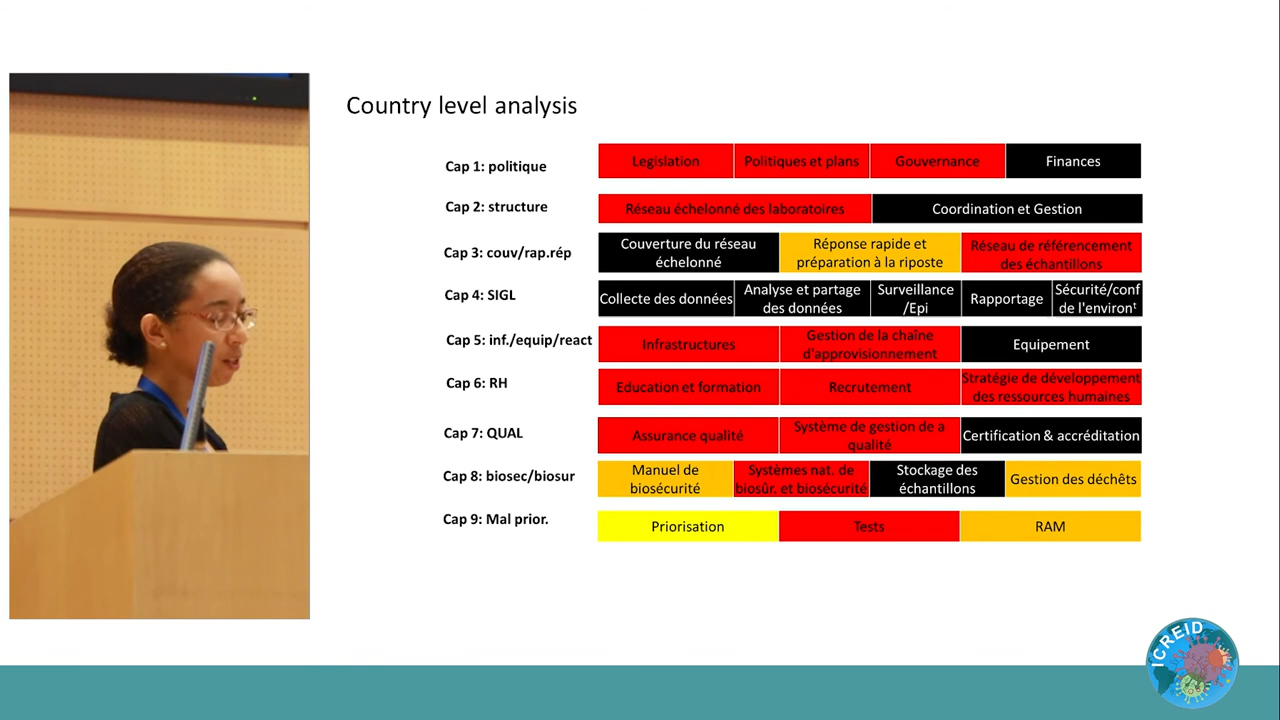 Country level analysis
Cap 1: politique
Legislation
Politiques et plans
Gouvernance
Finances
Cap 2: structure
Réseau échelonné des laboratoires
Coordination et Gestion
Cap 3: couv/rap.rép
Couverture du réseau
échelonné
Réponse rapide et
préparation à la riposte
Réseau de référencement
des échantillons
Cap 4: SIGL
Collecte des données
Analyse et partage
des données
Surveillance
/Epi
Rapportage
Sécurité/conf
de l'environᵗ
Cap 5: inf./equip/react
Infrastructures
Gestion de la chaîne
d'approvisionnement
Equipement
Cap 6: RH
Education et formation
Recrutement
Stratégie de développement
des ressources humaines
Cap 7: QUAL
Assurance qualité
Système de gestion de a
qualité
Certification & accréditation
Cap 8: biosec/biosur
Manuel de
biosécurité
Systèmes nat. de
biosûr. et biosécurité
Stockage des
échantillons
Gestion des déchêts
Cap 9: Mal prior.
Priorisation
Tests
RAM
ICREID